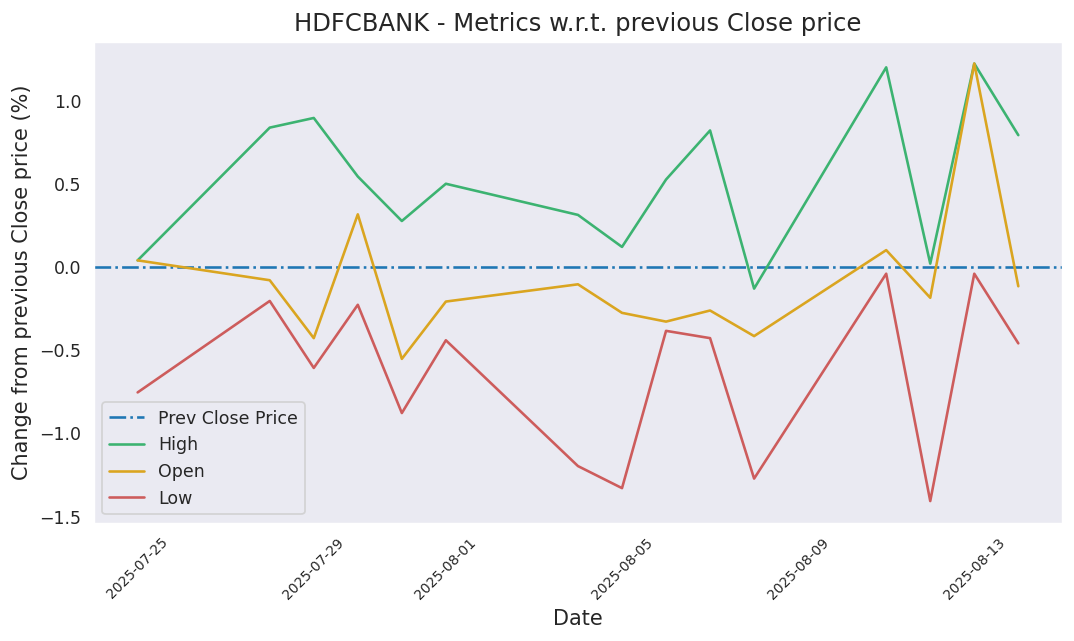 HDFCBANK - Metrics w.r.t. previous Close price
Change from previous Close price (%)
1.0
0.5
0.0
−0.5
−1.0
−1.5
Prev Close Price
High
Open
Low
2025-07-25
2025-07-29
2025-08-01
2025-08-05
2025-08-09
2025-08-13
Date